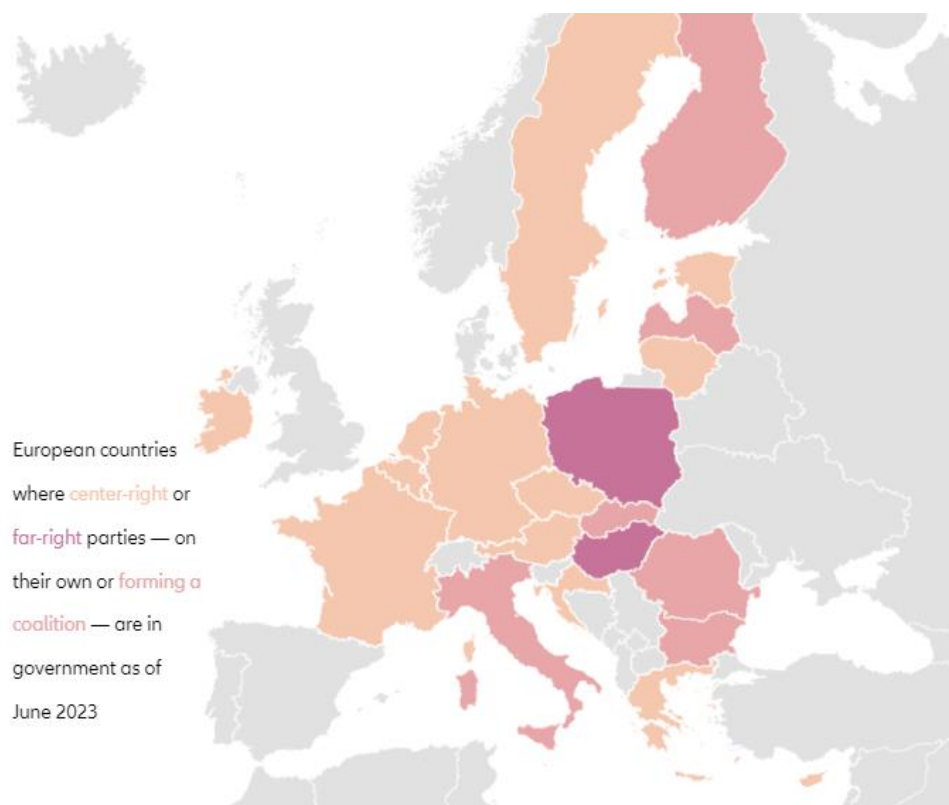 European countries
where center-right or
far-right parties — on
their own or forming a
coalition — are in
government as of
June 2023